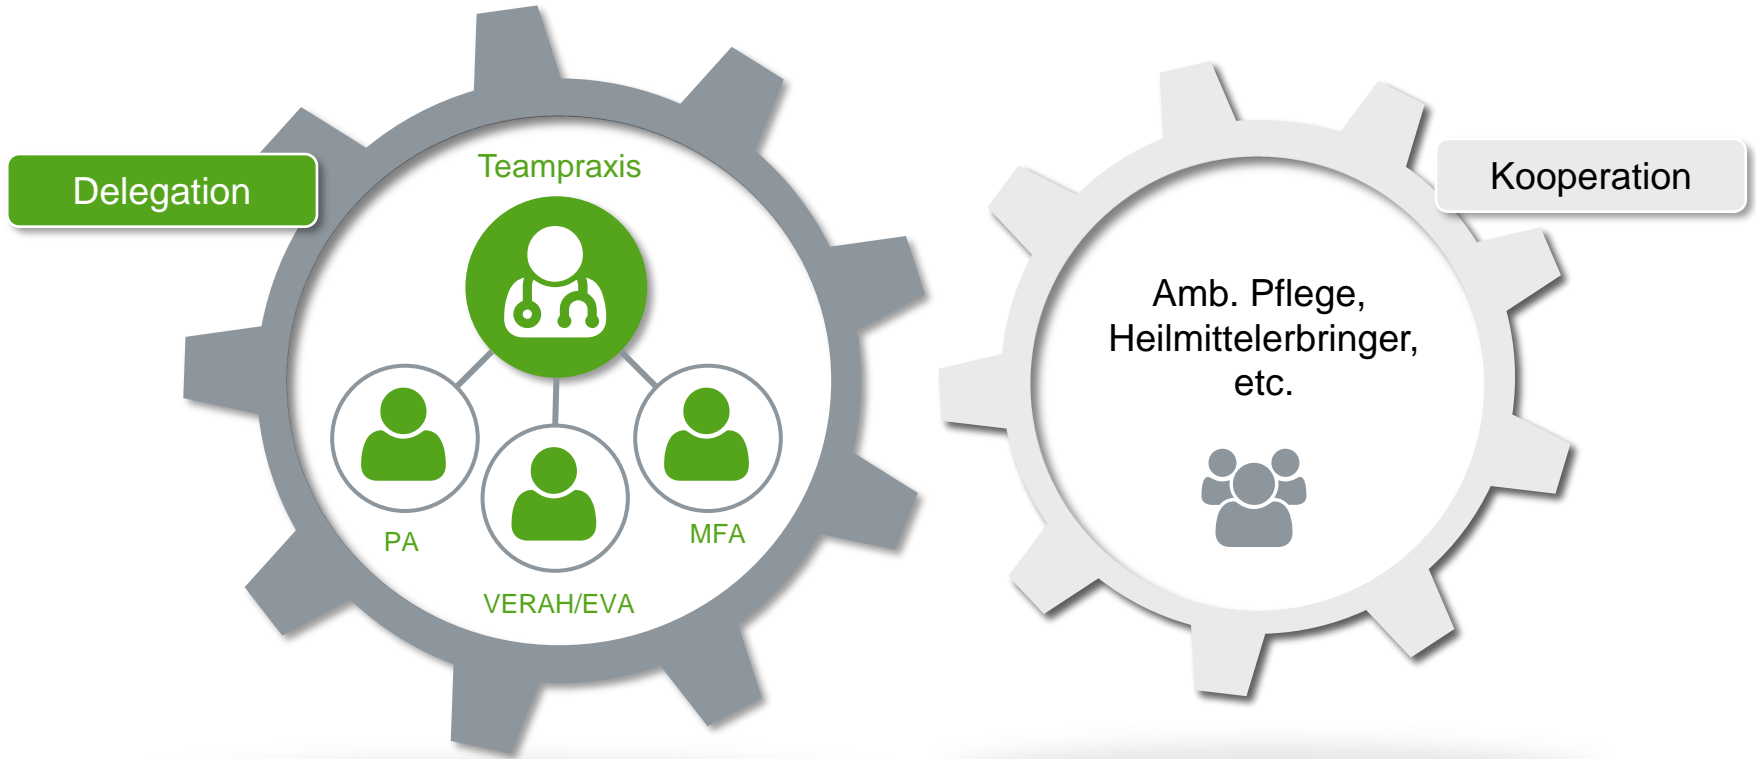 Delegation
Teampraxis
PA
VERAH/EVA
MFA
Kooperation
Amb. Pflege,
Heilmittelerbringer,
etc.